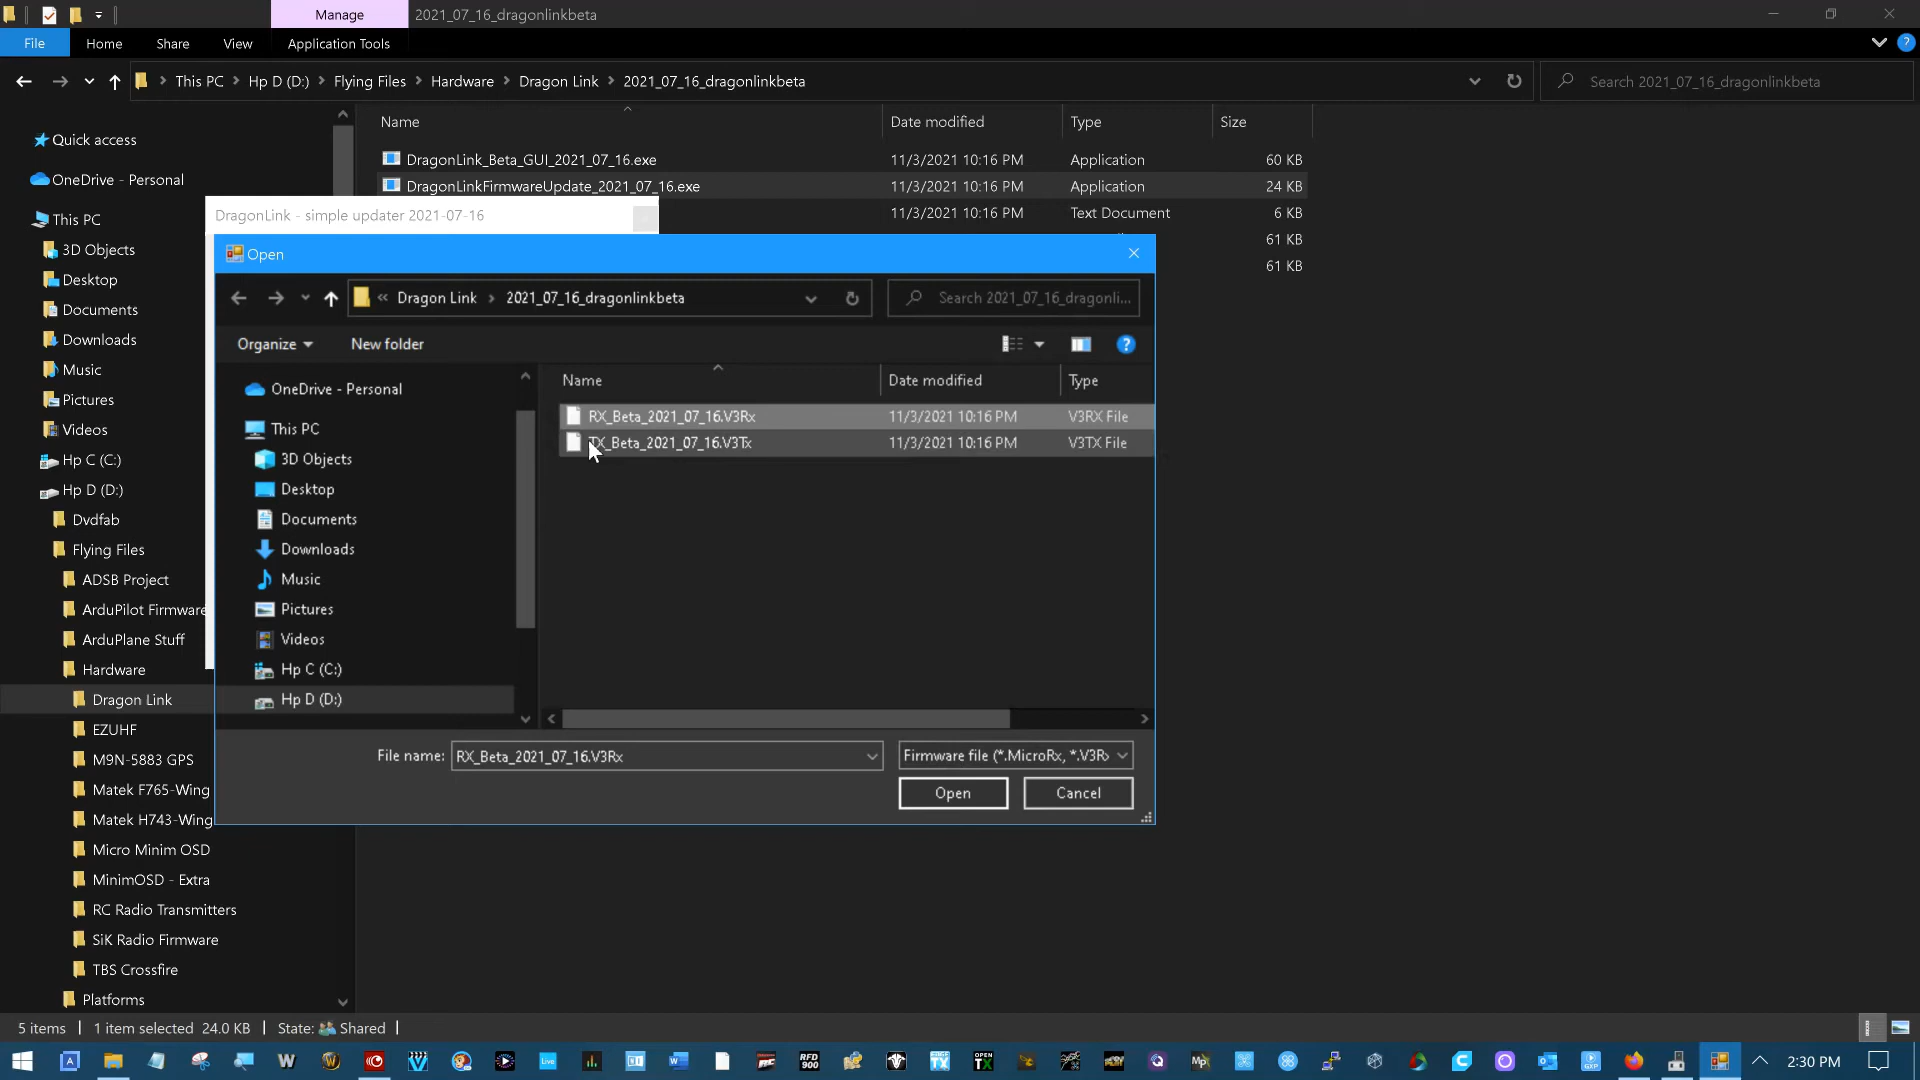 Manage
2021_07_16_dragonlinkbeta
File
Home
Share
View
Application Tools
This PC
Hp D (D:)
Flying Files
Hardware
Dragon Link
2021_07_16_dragonlinkbeta
Search 2021_07_16_dragonlinkbeta
Name
Date modified
Type
Size
DragonLink_Beta_GUI_2021_07_16.exe
11/3/2021 10:16 PM
Application
60 KB
DragonLinkFirmwareUpdate_2021_07_16.exe
11/3/2021 10:16 PM
Application
24 KB
11/3/2021 10:16 PM
Text Document
6 KB
61 KB
61 KB
Quick access
OneDrive - Personal
This PC
3D Objects
Desktop
Documents
Downloads
Music
Pictures
Videos
Hp C (C:)
Hp D (D:)
Dvdfab
Flying Files
ADSB Project
ArduPilot Firmware
ArduPlane Stuff
Hardware
Dragon Link
EZUHF
M9N-5883 GPS
Matek F765-Wing
Matek H743-Wing
Micro Minim OSD
MinimOSD - Extra
RC Radio Transmitters
SiK Radio Firmware
TBS Crossfire
Platforms
DragonLink - simple updater 2021-07-16
Open
Dragon Link
2021_07_16_dragonlinkbeta
Search 2021_07_16_dragonli...
Organize
New folder
OneDrive - Personal
This PC
3D Objects
Desktop
Documents
Downloads
Music
Pictures
Videos
Hp C (C:)
Hp D (D:)
Name
Date modified
Type
RX_Beta_2021_07_16.V3Rx
11/3/2021 10:16 PM
V3RX File
TX_Beta_2021_07_16.V3Tx
11/3/2021 10:16 PM
V3TX File
File name:
RX_Beta_2021_07_16.V3Rx
Firmware file (*.MicroRx, *.V3Rx
Open
Cancel
5 items
1 item selected 24.0 KB
State:
Shared
2:30 PM